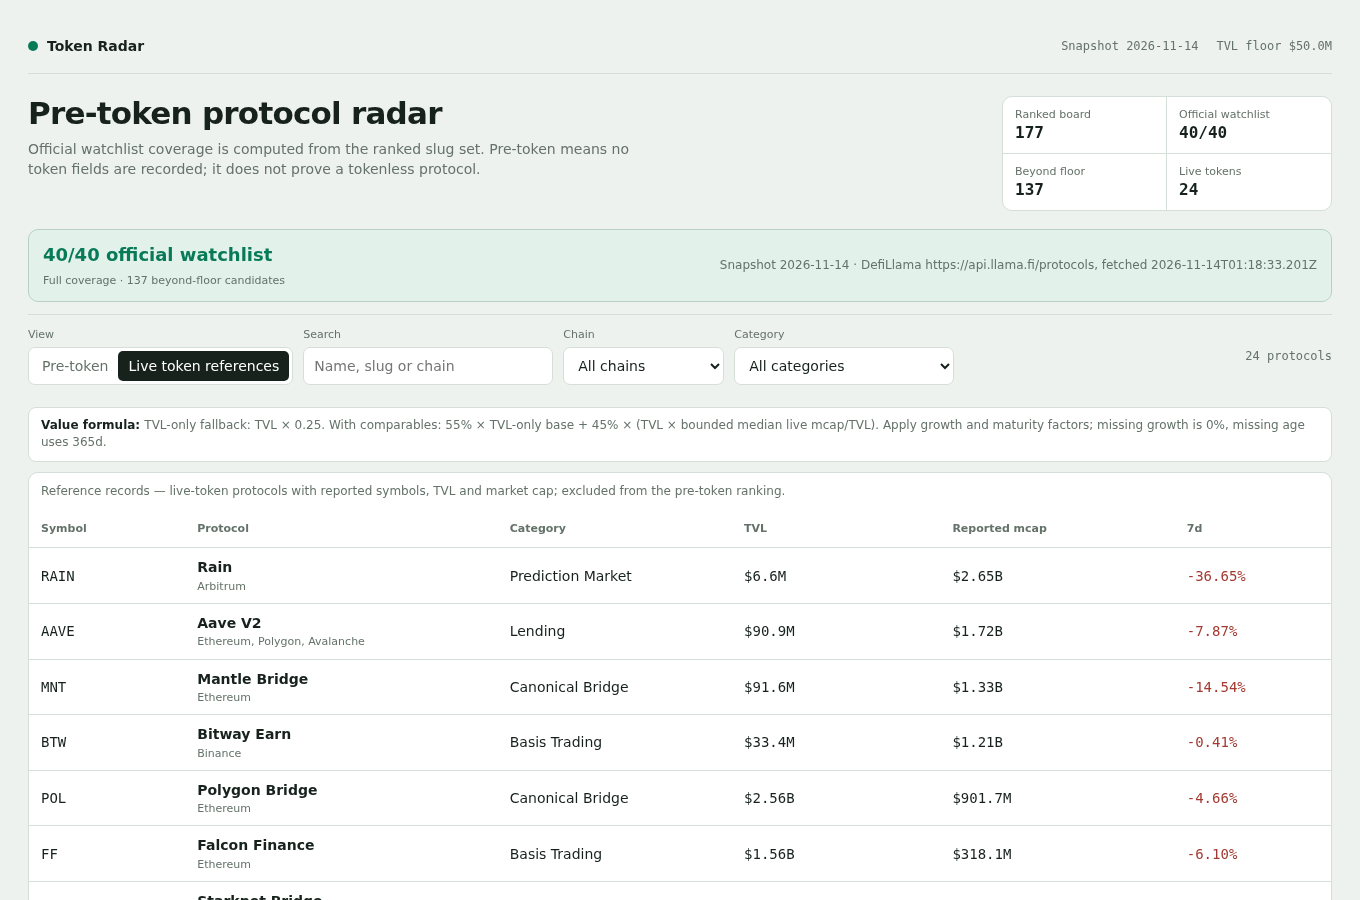 Token Radar
Snapshot 2026-11-14 TVL floor $50.0M
Pre-token protocol radar
Official watchlist coverage is computed from the ranked slug set. Pre-token means no
token fields are recorded; it does not prove a tokenless protocol.
Ranked board
177
Official watchlist
40/40
Beyond floor
137
Live tokens
24
40/40 official watchlist
Full coverage · 137 beyond-floor candidates
Snapshot 2026-11-14 · DefiLlama https://api.llama.fi/protocols, fetched 2026-11-14T01:18:33.201Z
View
Pre-token
Live token references
Search
Name, slug or chain
Chain
All chains
Category
All categories
24 protocols
Value formula: TVL-only fallback: TVL × 0.25. With comparables: 55% × TVL-only base + 45% × (TVL × bounded median live mcap/TVL). Apply growth and maturity factors; missing growth is 0%, missing age
uses 365d.
Reference records — live-token protocols with reported symbols, TVL and market cap; excluded from the pre-token ranking.
Symbol Protocol Category TVL Reported mcap 7d
RAIN Rain Prediction Market $6.6M $2.65B -36.65%
Arbitrum
AAVE Aave V2 Lending $90.9M $1.72B -7.87%
Ethereum, Polygon, Avalanche
MNT Mantle Bridge Canonical Bridge $91.6M $1.33B -14.54%
Ethereum
BTW Bitway Earn Basis Trading $33.4M $1.21B -0.41%
Binance
POL Polygon Bridge Canonical Bridge $2.56B $901.7M -4.66%
Ethereum
FF Falcon Finance Basis Trading $1.56B $318.1M -6.10%
Ethereum
Starknet Bridge